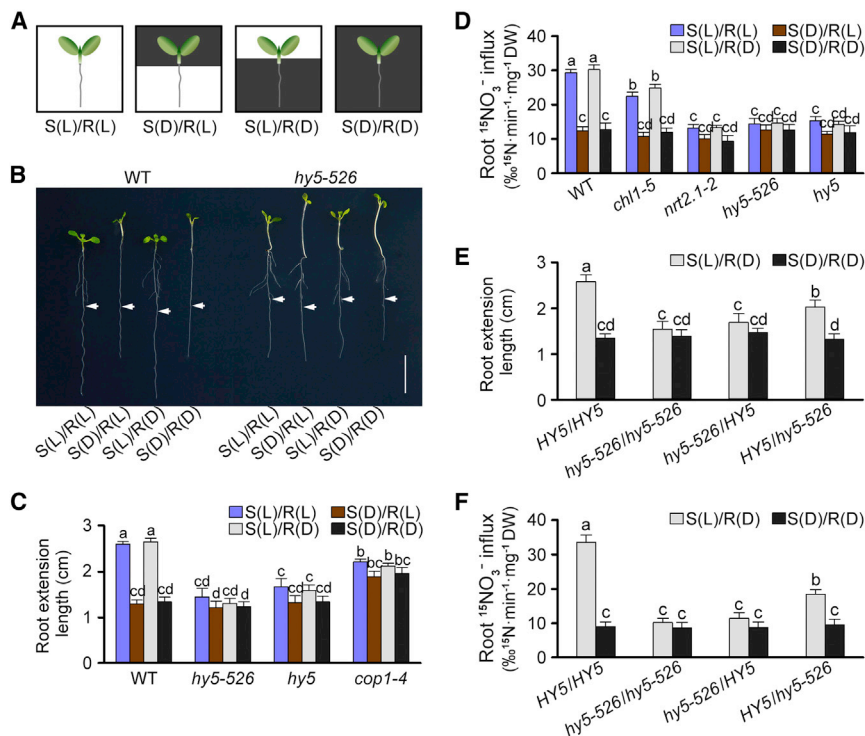 A
S(L)/R(L) S(D)/R(L) S(L)/R(D) S(D)/R(D)
B
WT hy5-526
S(L)/R(L) S(D)/R(L) S(L)/R(D) S(D)/R(D) S(L)/R(L) S(D)/R(L) S(L)/R(D) S(D)/R(D)
C
S(L)/R(L) S(D)/R(L)
S(L)/R(D) S(D)/R(D)
Root extension
length (cm)
3
2
1
0
a cd a cd cd d cd d c cd c cd b bc b bc
WT hy5-526 hy5 cop1-4
D
S(L)/R(L) S(D)/R(L)
S(L)/R(D) S(D)/R(D)
Root ¹⁵NO₃⁻ influx
(‰¹⁵N·min⁻¹·mg⁻¹ DW)
40
30
20
10
0
a c a c b cd b cd c cd c cd c cd c cd c cd c cd
WT chl1-5 nrt2.1-2 hy5-526 hy5
E
S(L)/R(D) S(D)/R(D)
Root extension
length (cm)
3
2
1
0
a cd c cd c cd b d
HY5/HY5 hy5-526/hy5-526 hy5-526/HY5 HY5/hy5-526
F
S(L)/R(D) S(D)/R(D)
Root ¹⁵NO₃⁻ influx
(‰¹⁵N·min⁻¹·mg⁻¹ DW)
40
30
20
10
0
a c c c c c b c
HY5/HY5 hy5-526/hy5-526 hy5-526/HY5 HY5/hy5-526